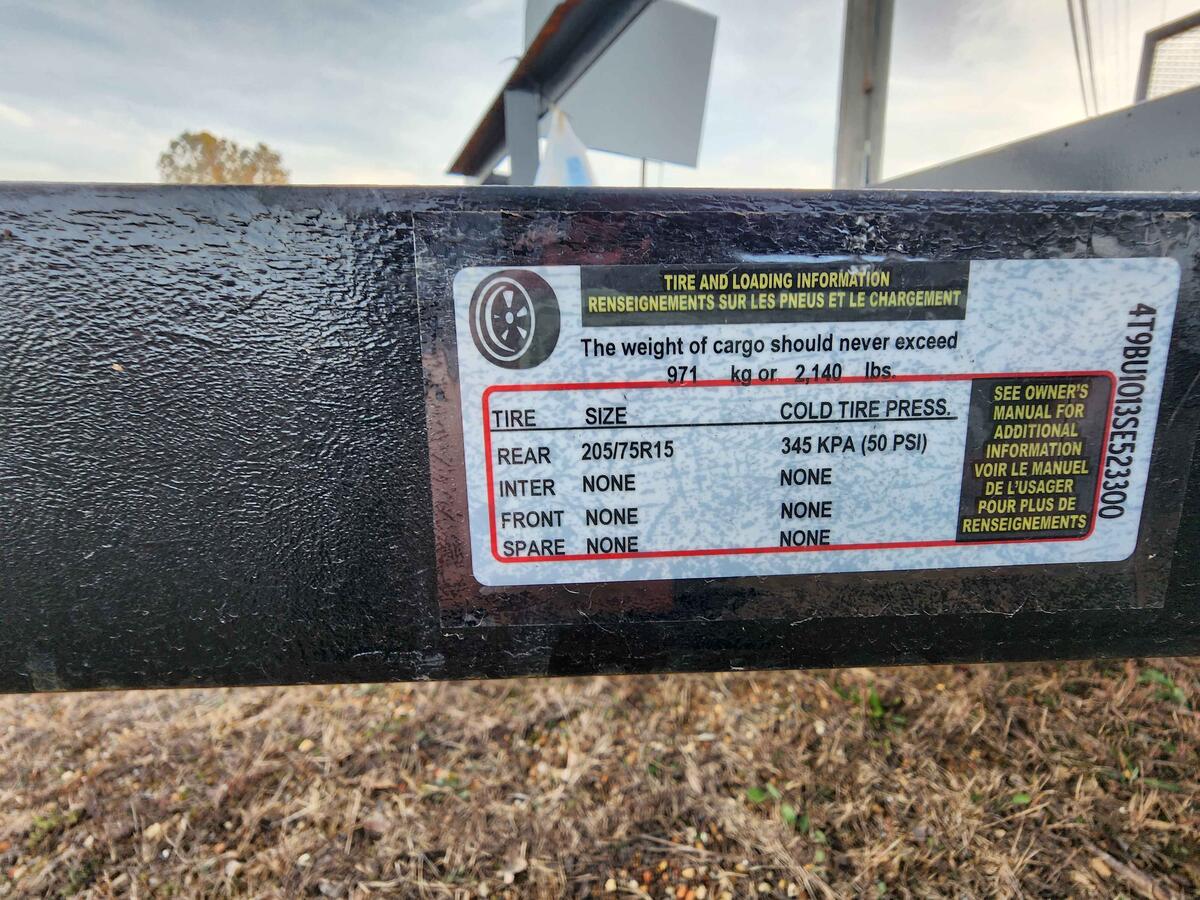 TIRE AND LOADING INFORMATION
RENSEIGNEMENTS SUR LES PNEUS ET LE CHARGEMENT
The weight of cargo should never exceed
971 kg or 2,140 lbs.
TIRE SIZE COLD TIRE PRESS.
REAR 205/75R15 345 KPA (50 PSI)
INTER NONE NONE
FRONT NONE NONE
SPARE NONE NONE
SEE OWNER'S
MANUAL FOR
ADDITIONAL
INFORMATION
VOIR LE MANUEL
DE L'USAGER
POUR PLUS DE
RENSEIGNEMENTS
4T9BU1013SE523300